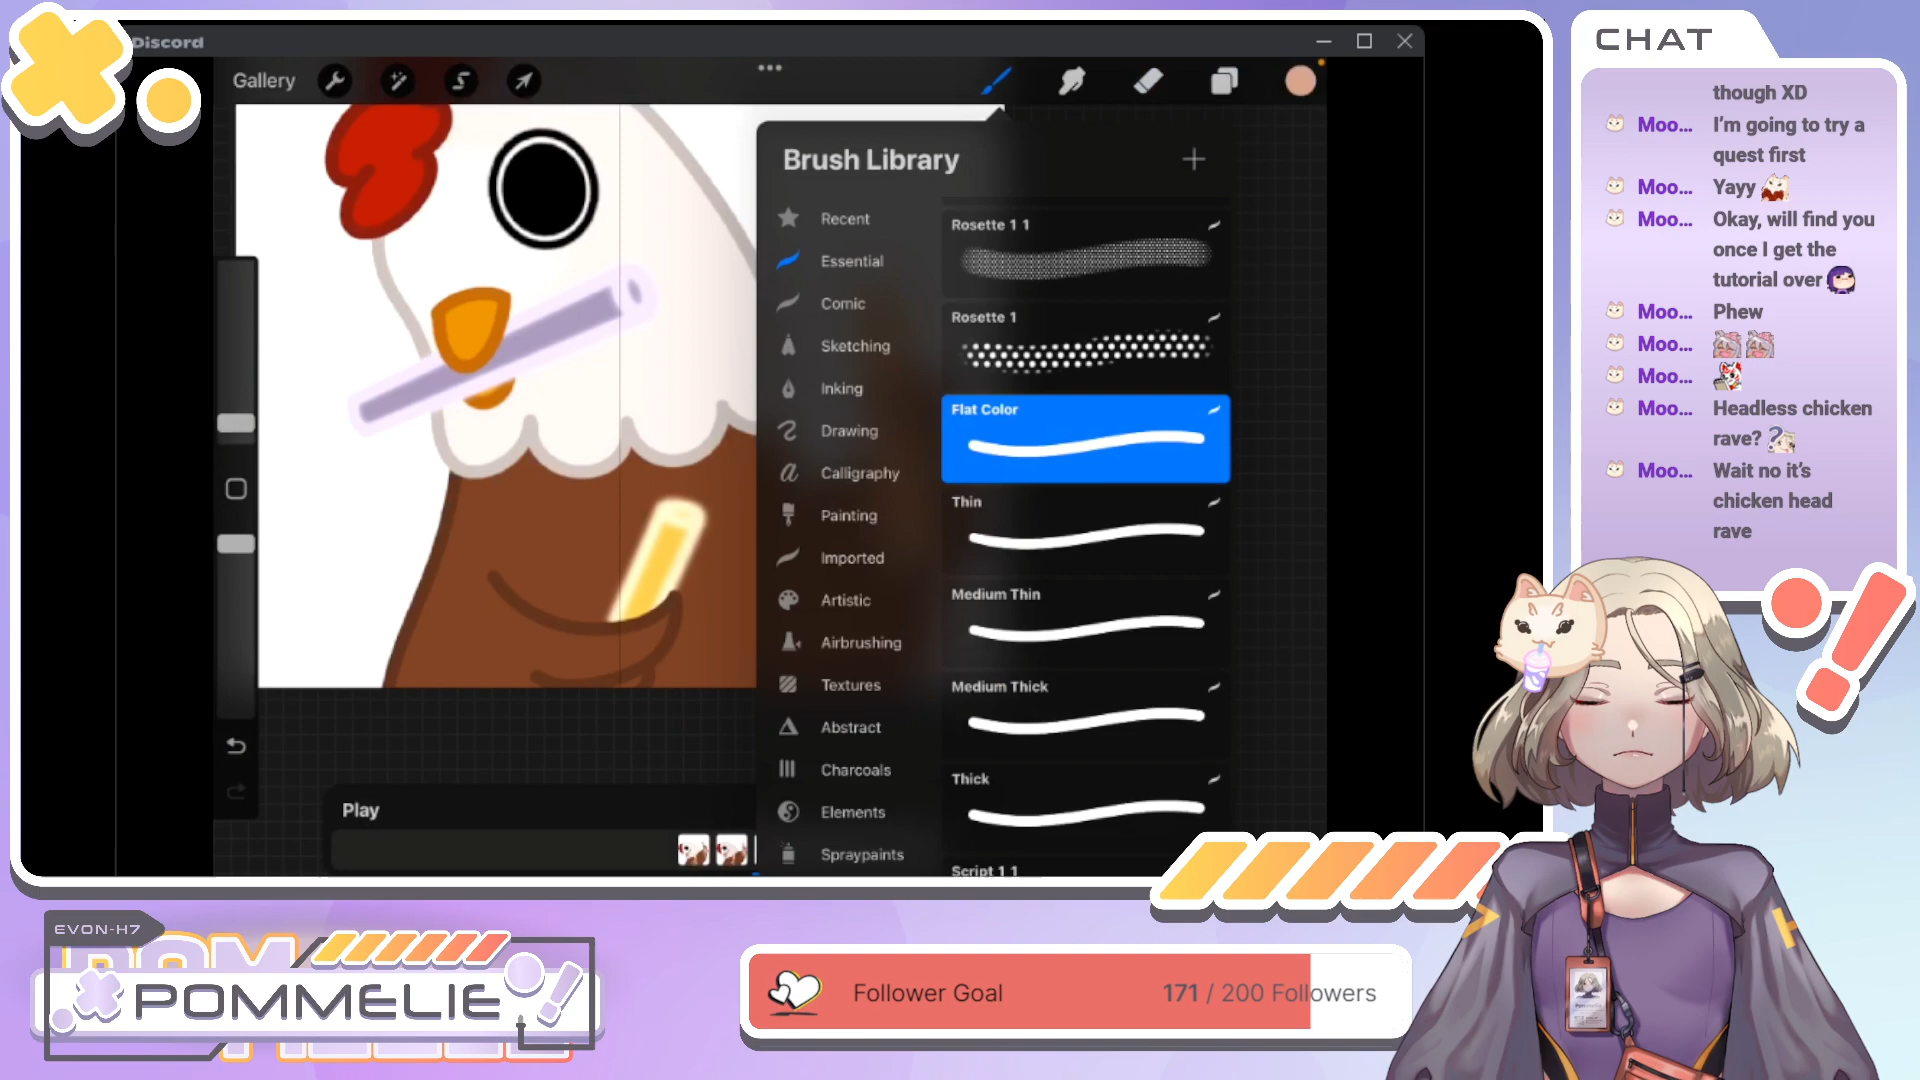 Discord
Gallery
Brush Library
Recent
Essential
Comic
Sketching
Inking
Drawing
Calligraphy
Painting
Imported
Artistic
Airbrushing
Textures
Abstract
Charcoals
Elements
Spraypaints
Rosette 1 1
Rosette 1
Flat Color
Thin
Medium Thin
Medium Thick
Thick
Script 1 1
Play
CHAT
though XD
Moo... I'm going to try a
quest first
Moo... Yayy
Moo... Okay, will find you
once I get the
tutorial over
Moo... Phew
Moo...
Moo...
Moo... Headless chicken
rave?
Moo... Wait no it's
chicken head
rave
EVON-H7
POMMELIE
Follower Goal
171 / 200 Followers